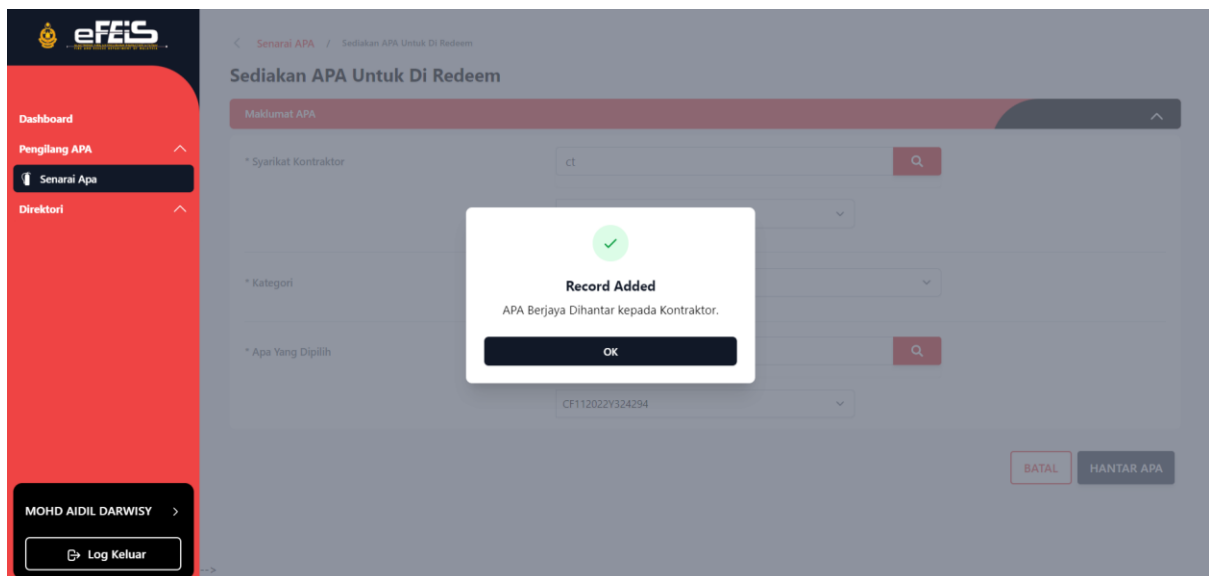 eFEiS
Senarai APA / Sediakan APA Untuk Di Redeem
Sediakan APA Untuk Di Redeem
Maklumat APA
Dashboard
Pengilang APA
Senarai Apa
Direktori
* Syarikat Kontraktor
ct
* Kategori
* Apa Yang Dipilih
Record Added
APA Berjaya Dihantar kepada Kontraktor.
OK
CF112022Y324294
BATAL
HANTAR APA
MOHD AIDIL DARWISY
Log Keluar
-->